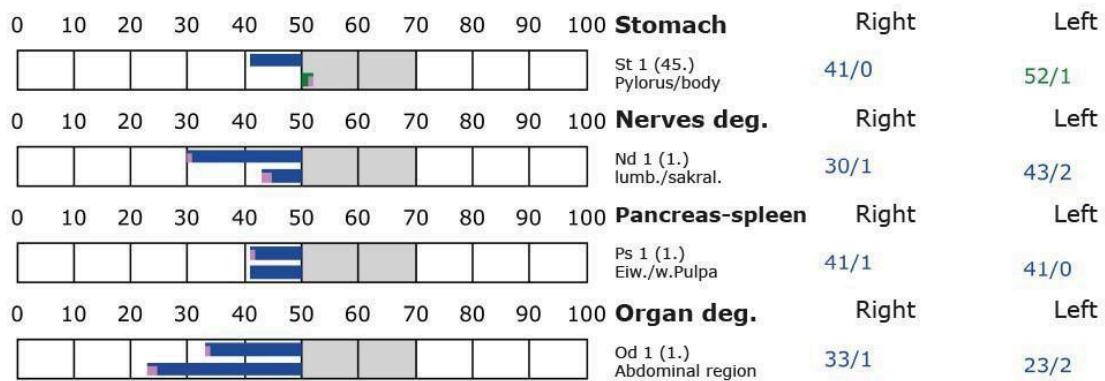 0 10 20 30 40 50 60 70 80 90 100 Stomach Right Left
St 1 (45.) 41/0 52/1
Pylorus/body
0 10 20 30 40 50 60 70 80 90 100 Nerves deg. Right Left
Nd 1 (1.) 30/1 43/2
lumb./sakral.
0 10 20 30 40 50 60 70 80 90 100 Pancreas-spleen Right Left
Ps 1 (1.) 41/1 41/0
Eiw./w.Pulpa
0 10 20 30 40 50 60 70 80 90 100 Organ deg. Right Left
Od 1 (1.) 33/1 23/2
Abdominal region